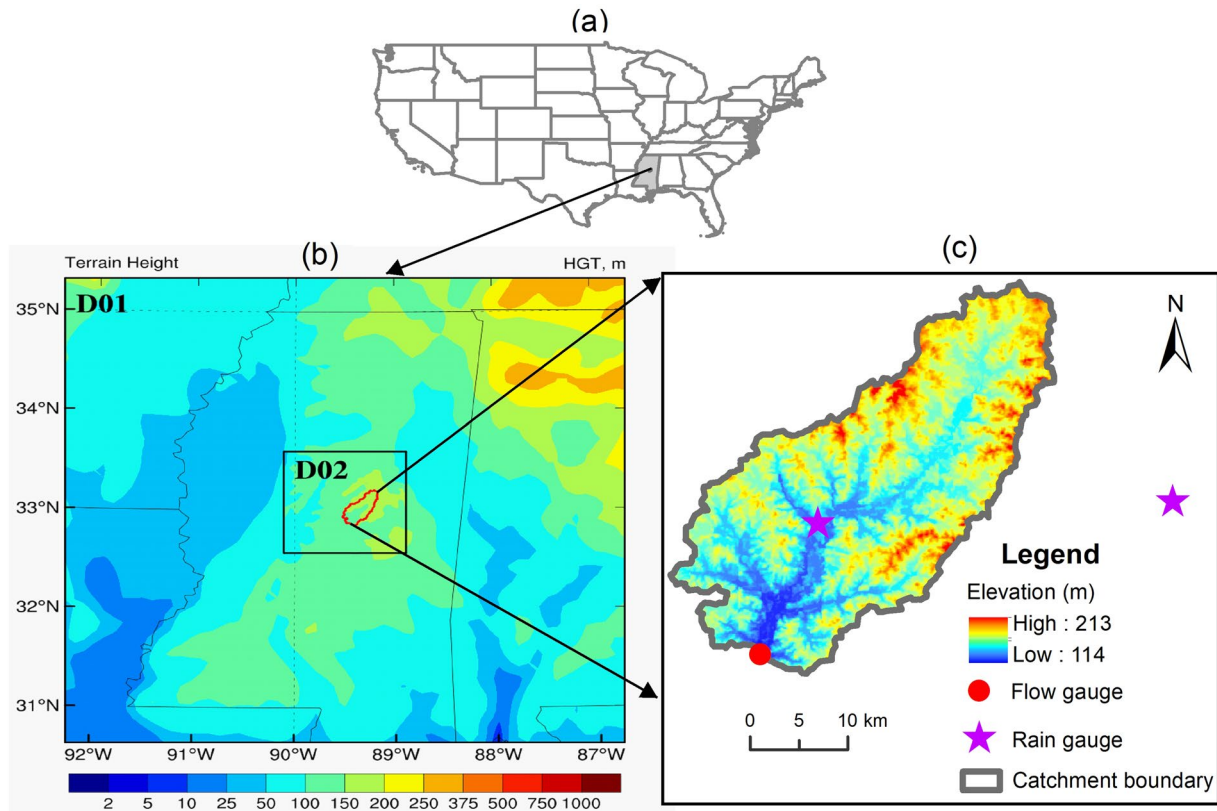 (a)
(b)
Terrain Height
HGT, m
D01
D02
35°N
34°N
33°N
32°N
31°N
92°W
91°W
90°W
89°W
88°W
87°W
2 5 10 25 50 100 150 200 250 375 500 750 1000
(c)
N
Legend
Elevation (m)
High : 213
Low : 114
Flow gauge
Rain gauge
Catchment boundary
0 5 10 km